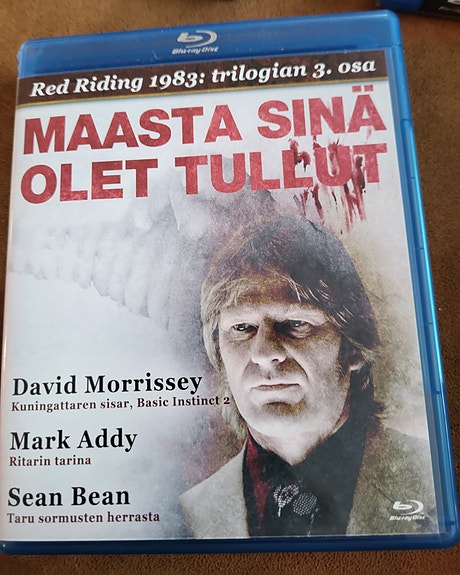 Blu-ray Disc
Red Riding 1983: trilogian 3. osa
MAASTA SINÄ
OLET TULLUT
David Morrissey
Kuningattaren sisar, Basic Instinct 2
Mark Addy
Ritarin tarina
Sean Bean
Taru sormusten herrasta
Blu-ray Disc